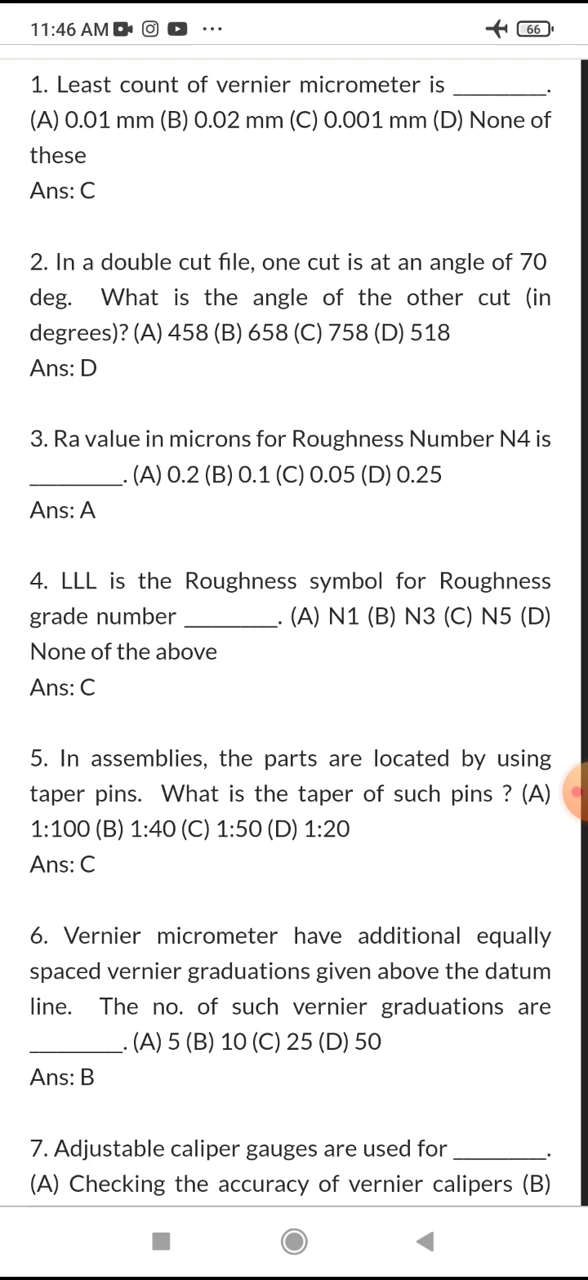 11:46 AM ...
66
1. Least count of vernier micrometer is ________.
(A) 0.01 mm (B) 0.02 mm (C) 0.001 mm (D) None of
these
Ans: C
2. In a double cut file, one cut is at an angle of 70
deg. What is the angle of the other cut (in
degrees)? (A) 458 (B) 658 (C) 758 (D) 518
Ans: D
3. Ra value in microns for Roughness Number N4 is
________. (A) 0.2 (B) 0.1 (C) 0.05 (D) 0.25
Ans: A
4. LLL is the Roughness symbol for Roughness
grade number ________. (A) N1 (B) N3 (C) N5 (D)
None of the above
Ans: C
5. In assemblies, the parts are located by using
taper pins. What is the taper of such pins ? (A)
1:100 (B) 1:40 (C) 1:50 (D) 1:20
Ans: C
6. Vernier micrometer have additional equally
spaced vernier graduations given above the datum
line. The no. of such vernier graduations are
________. (A) 5 (B) 10 (C) 25 (D) 50
Ans: B
7. Adjustable caliper gauges are used for ________.
(A) Checking the accuracy of vernier calipers (B)